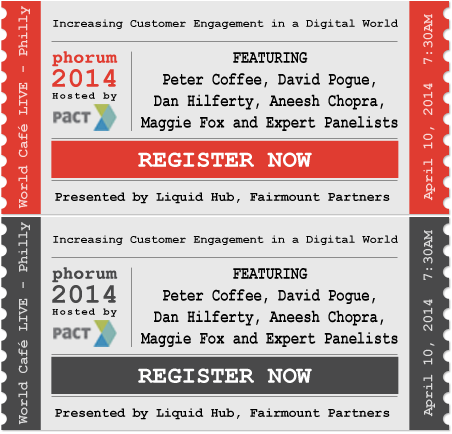 World Café LIVE - Philly
Increasing Customer Engagement in a Digital World
phorum
2014
Hosted by
PACT
FEATURING
Peter Coffee, David Pogue,
Dan Hilferty, Aneesh Chopra,
Maggie Fox and Expert Panelists
REGISTER NOW
Presented by Liquid Hub, Fairmount Partners
April 10, 2014 7:30AM
World Café LIVE - Philly
Increasing Customer Engagement in a Digital World
phorum
2014
Hosted by
PACT
FEATURING
Peter Coffee, David Pogue,
Dan Hilferty, Aneesh Chopra,
Maggie Fox and Expert Panelists
REGISTER NOW
Presented by Liquid Hub, Fairmount Partners
April 10, 2014 7:30AM